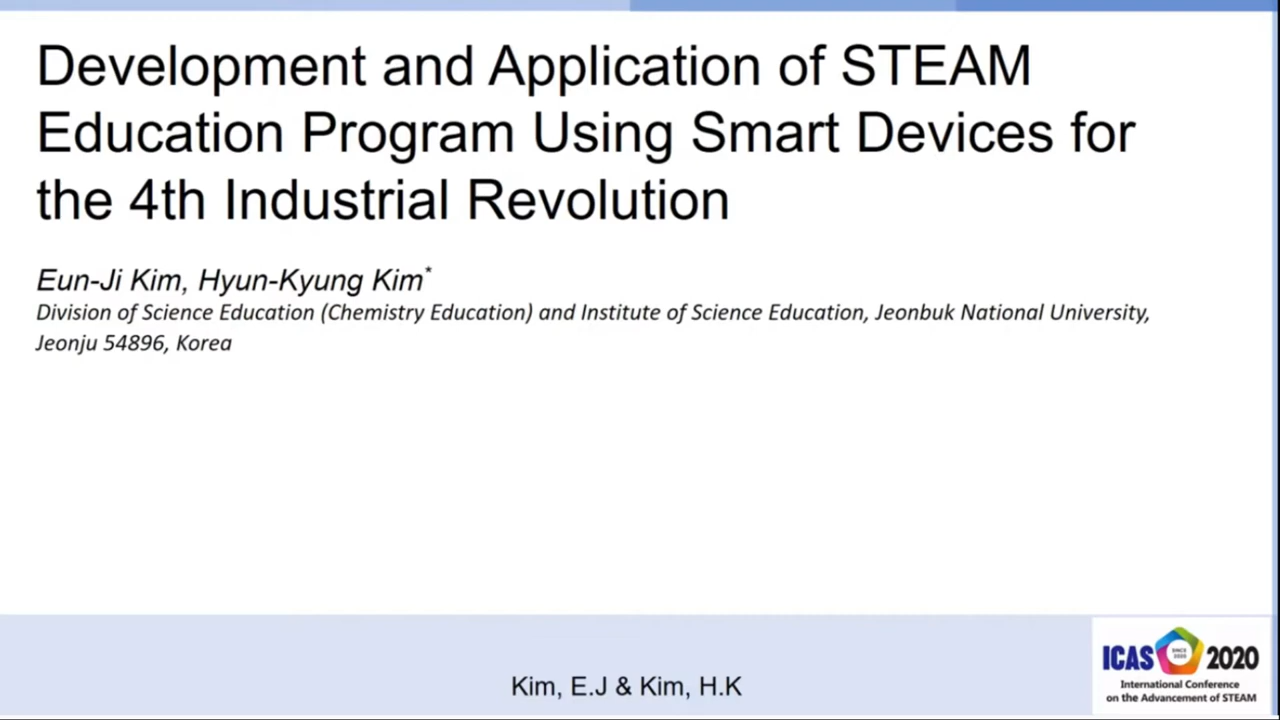 Development and Application of STEAM
Education Program Using Smart Devices for
the 4th Industrial Revolution
Eun-Ji Kim, Hyun-Kyung Kim*
Division of Science Education (Chemistry Education) and Institute of Science Education, Jeonbuk National University,
Jeonju 54896, Korea
Kim, E.J & Kim, H.K
ICAS SINCE 2005 2020
International Conference
on the Advancement of STEAM